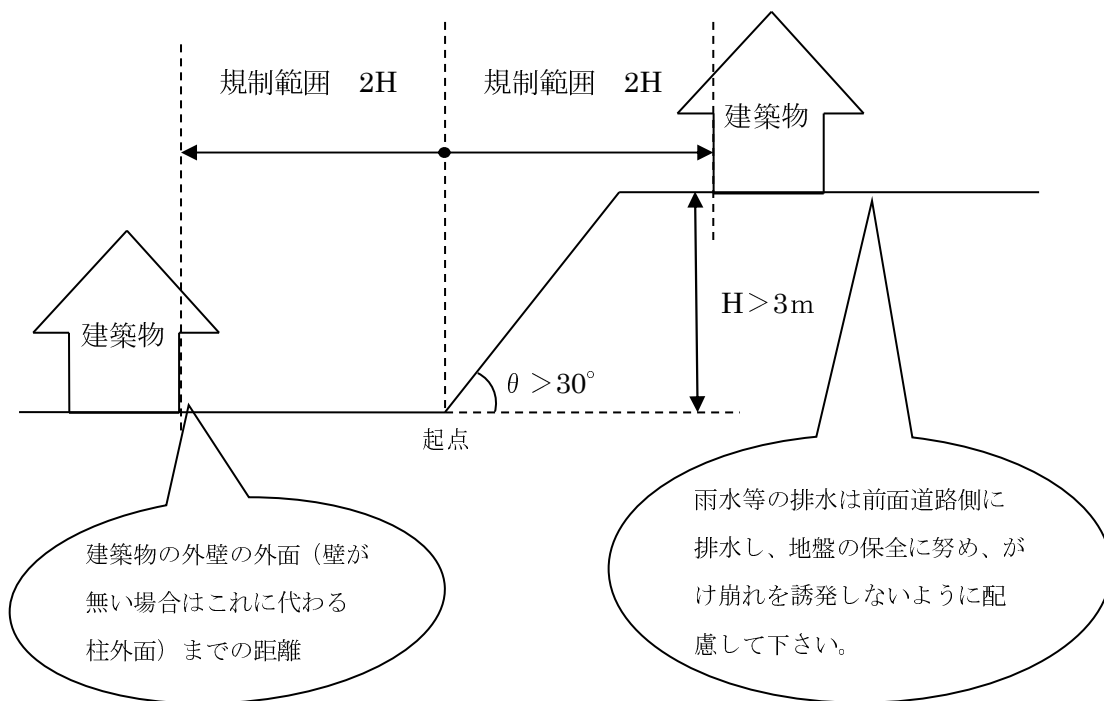 規制範囲　2H
規制範囲　2H
建築物
建築物
H＞3ｍ
θ＞30°
起点
建築物の外壁の外面（壁が
無い場合はこれに代わる
柱外面）までの距離
雨水等の排水は前面道路側に
排水し、地盤の保全に努め、が
け崩れを誘発しないように配
慮して下さい。